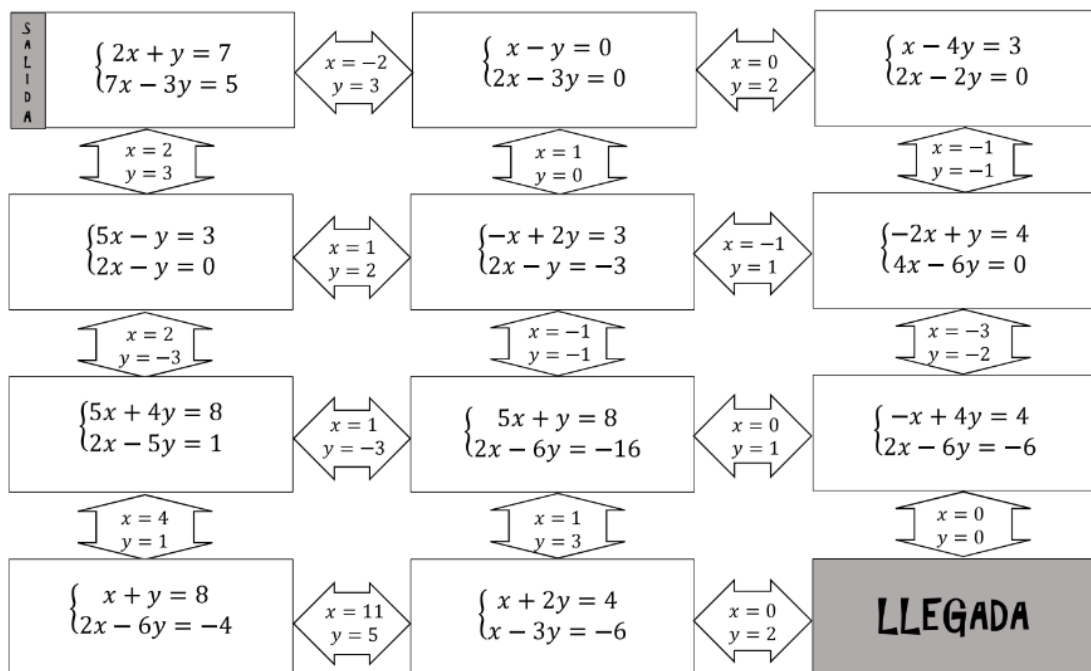 SALIDA
2x + y = 7
7x − 3y = 5
x = −2
y = 3
x − y = 0
2x − 3y = 0
x = 0
y = 2
x − 4y = 3
2x − 2y = 0
x = 2
y = 3
x = 1
y = 0
x = −1
y = −1
5x − y = 3
2x − y = 0
x = 1
y = 2
−x + 2y = 3
2x − y = −3
x = −1
y = 1
−2x + y = 4
4x − 6y = 0
x = 2
y = −3
x = −1
y = −1
x = −3
y = −2
5x + 4y = 8
2x − 5y = 1
x = 1
y = −3
5x + y = 8
2x − 6y = −16
x = 0
y = 1
−x + 4y = 4
2x − 6y = −6
x = 4
y = 1
x = 1
y = 3
x = 0
y = 0
x + y = 8
2x − 6y = −4
x = 11
y = 5
x + 2y = 4
x − 3y = −6
x = 0
y = 2
LLEGADA